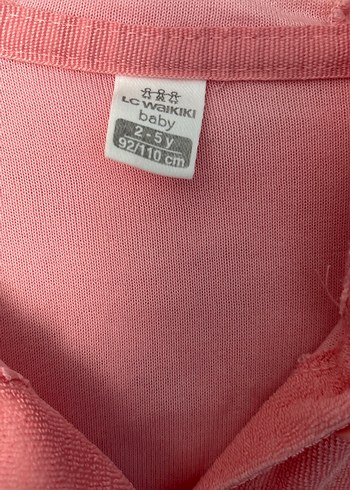 LC WAIKIKI
baby
2 - 5 y
92/110 cm